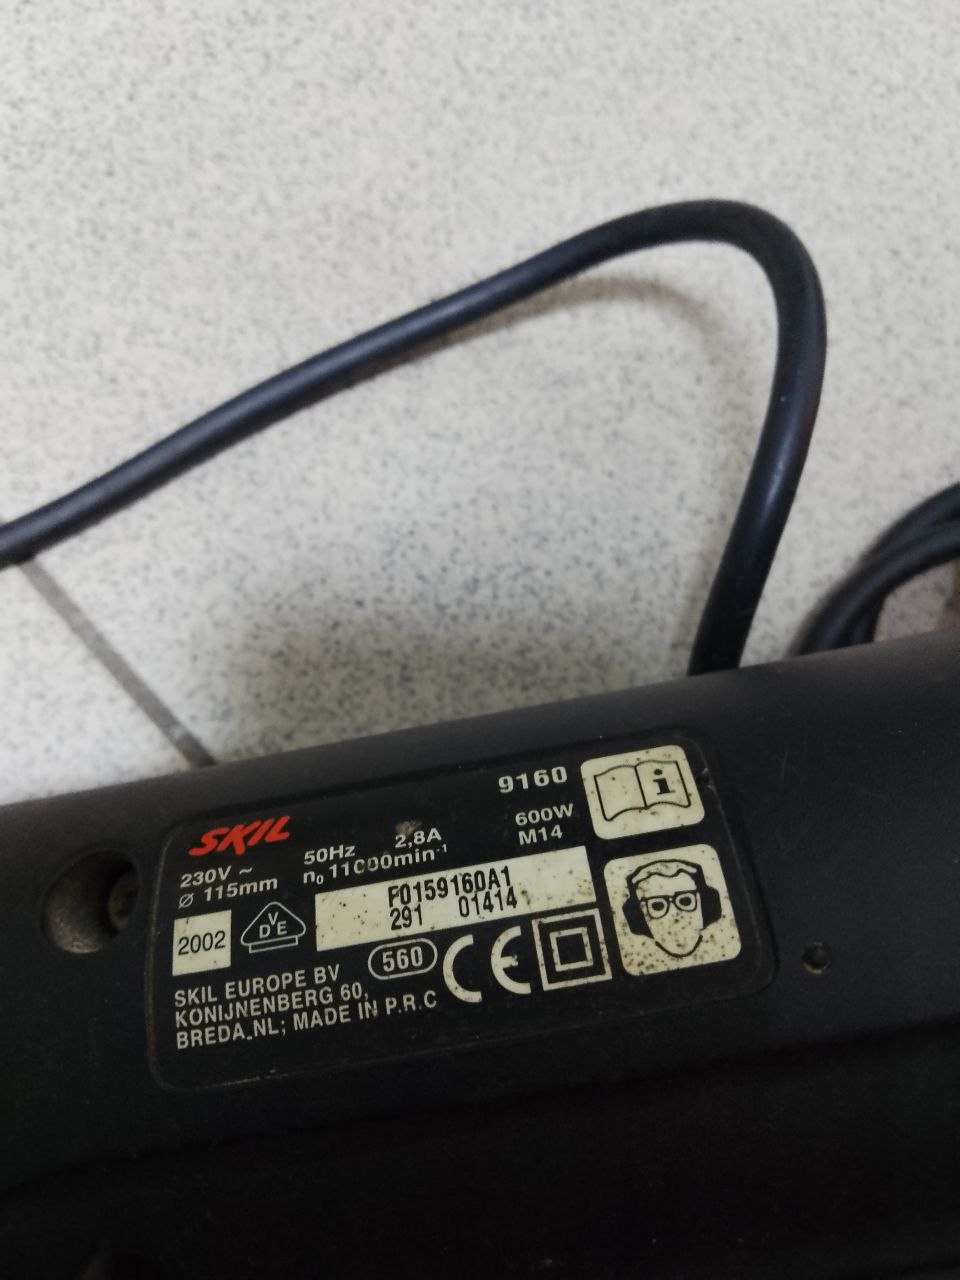 SKIL 9160
230V ~ 50Hz 2,8A 600W
⌀ 115mm n₀ 11000min⁻¹ M14
F0159160A1
291 01414
2002 VDE
560 CE
SKIL EUROPE BV
KONIJNENBERG 60,
BREDA.NL; MADE IN P.R.C
i